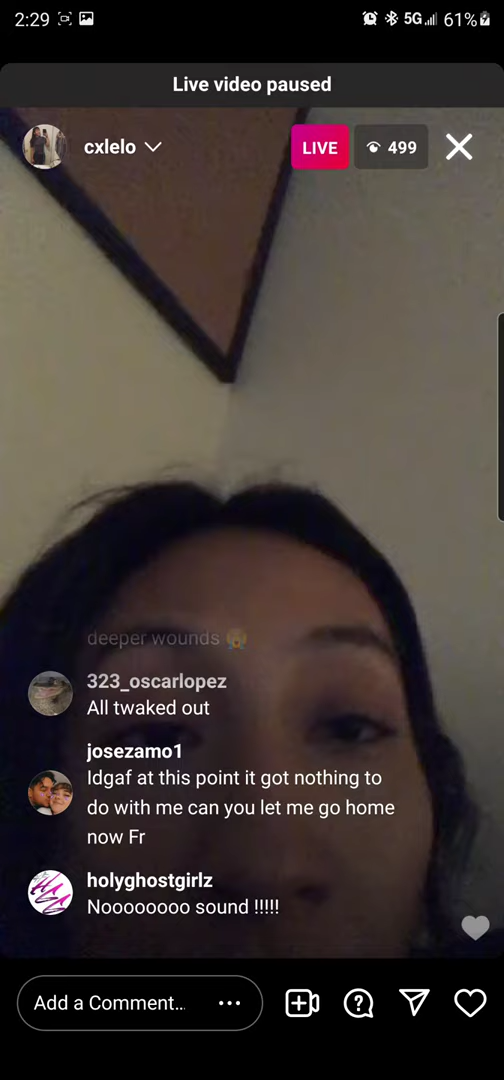 2:29
5G 61%
Live video paused
cxlelo
LIVE
499
deeper wounds 😭
323_oscarlopez
All twaked out
josezamo1
Idgaf at this point it got nothing to
do with me can you let me go home
now Fr
holyghostgirlz
Noooooooo sound !!!!!
Add a Comment...